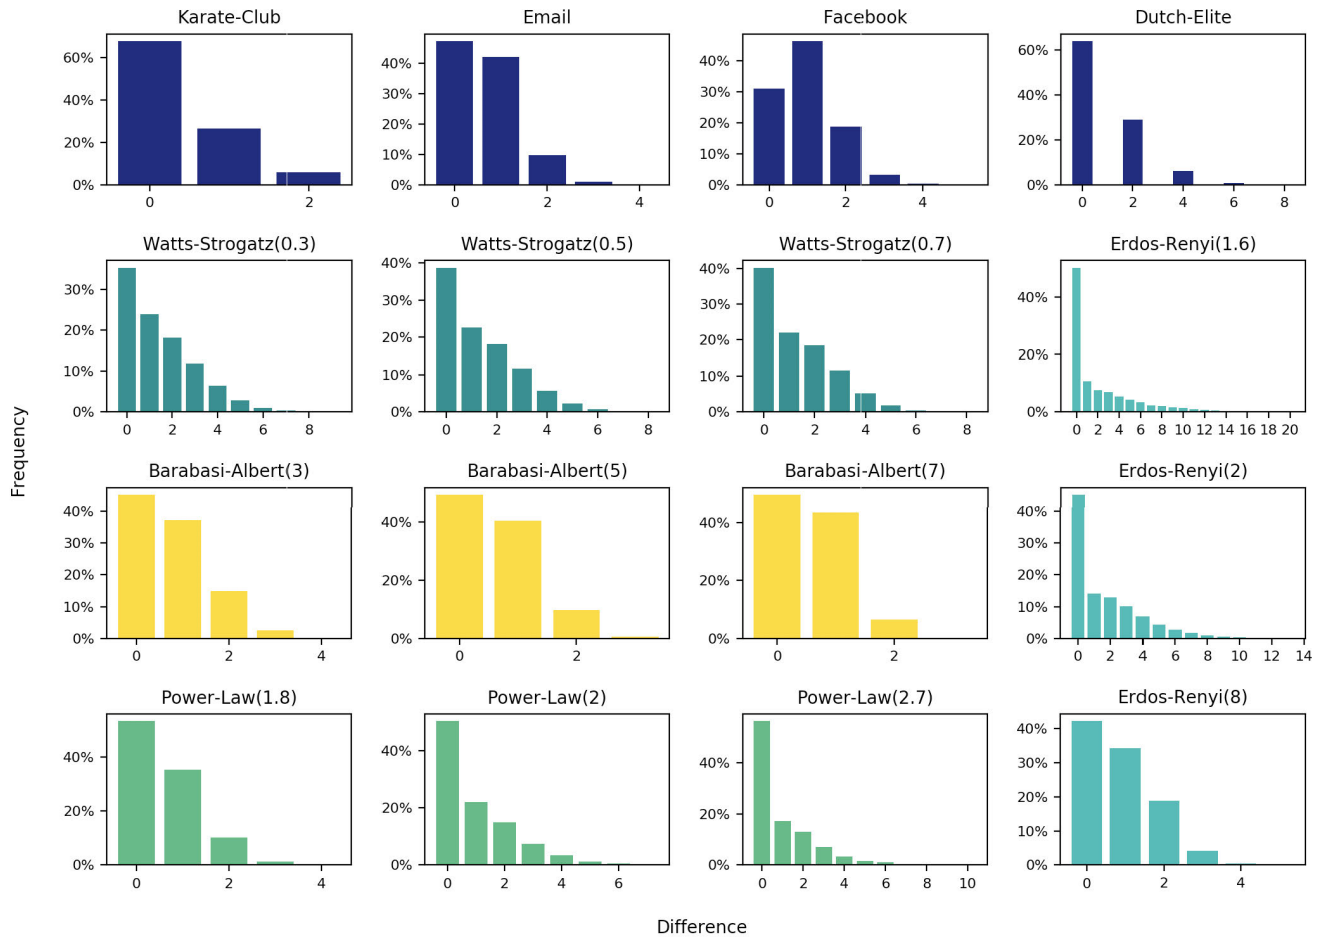 Karate-Club
60%
40%
20%
0%
0 2
Email
40%
30%
20%
10%
0%
0 2 4
Facebook
40%
30%
20%
10%
0%
0 2 4
Dutch-Elite
60%
40%
20%
0%
0 2 4 6 8
Watts-Strogatz(0.3)
30%
20%
10%
0%
0 2 4 6 8
Watts-Strogatz(0.5)
40%
30%
20%
10%
0%
0 2 4 6 8
Watts-Strogatz(0.7)
40%
30%
20%
10%
0%
0 2 4 6 8
Erdos-Renyi(1.6)
40%
20%
0%
0 2 4 6 8 10 12 14 16 18 20
Frequency
Barabasi-Albert(3)
40%
30%
20%
10%
0%
0 2 4
Barabasi-Albert(5)
40%
20%
0%
0 2
Barabasi-Albert(7)
40%
20%
0%
0 2
Erdos-Renyi(2)
40%
30%
20%
10%
0%
0 2 4 6 8 10 12 14
Power-Law(1.8)
40%
20%
0%
0 2 4
Power-Law(2)
40%
20%
0%
0 2 4 6
Power-Law(2.7)
40%
20%
0%
0 2 4 6 8 10
Erdos-Renyi(8)
40%
30%
20%
10%
0%
0 2 4
Difference